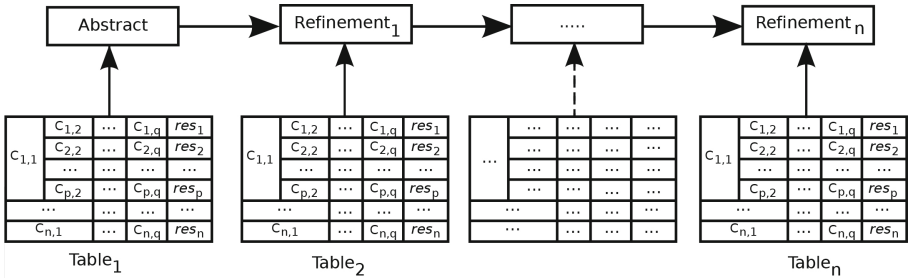 Abstract Refinement₁ ..... Refinement n
C₁,₂ ... C₁,q res₁ C₁,₂ ... C₁,q res₁ ... ... ... ... C₁,₂ ... C₁,q res₁
C₂,₂ ... C₂,q res₂ C₂,₂ ... C₂,q res₂ ... ... ... ... C₂,₂ ... C₂,q res₂
C₁,₁ ... ... ... C₁,₁ ... ... ... ... ... ... ... ... C₁,₁ ... ... ...
Cp,2 ... Cp,q resp Cp,2 ... Cp,q resp ... ... ... ... Cp,2 ... Cp,q resp
... ... ... ... ... ... ... ... ... ... ... ... ... ... ... ...
Cn,1 ... Cn,q resn Cn,1 ... Cn,q resn ... ... ... ... Cn,1 ... Cn,q resn
Table₁ Table₂ Table n